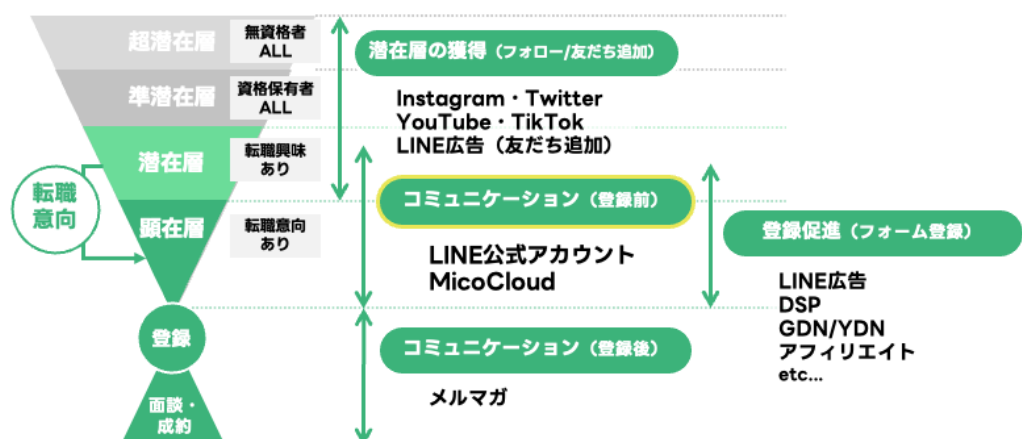 超潜在層
無資格者
ALL
準潜在層
資格保有者
ALL
潜在層
転職興味
あり
転職
意向
顕在層
転職意向
あり
登録
面談・
成約
潜在層の獲得（フォロー/友だち追加）
Instagram・Twitter
YouTube・TikTok
LINE広告（友だち追加）
コミュニケーション（登録前）
LINE公式アカウント
MicoCloud
コミュニケーション（登録後）
メルマガ
登録促進（フォーム登録）
LINE広告
DSP
GDN/YDN
アフィリエイト
etc...